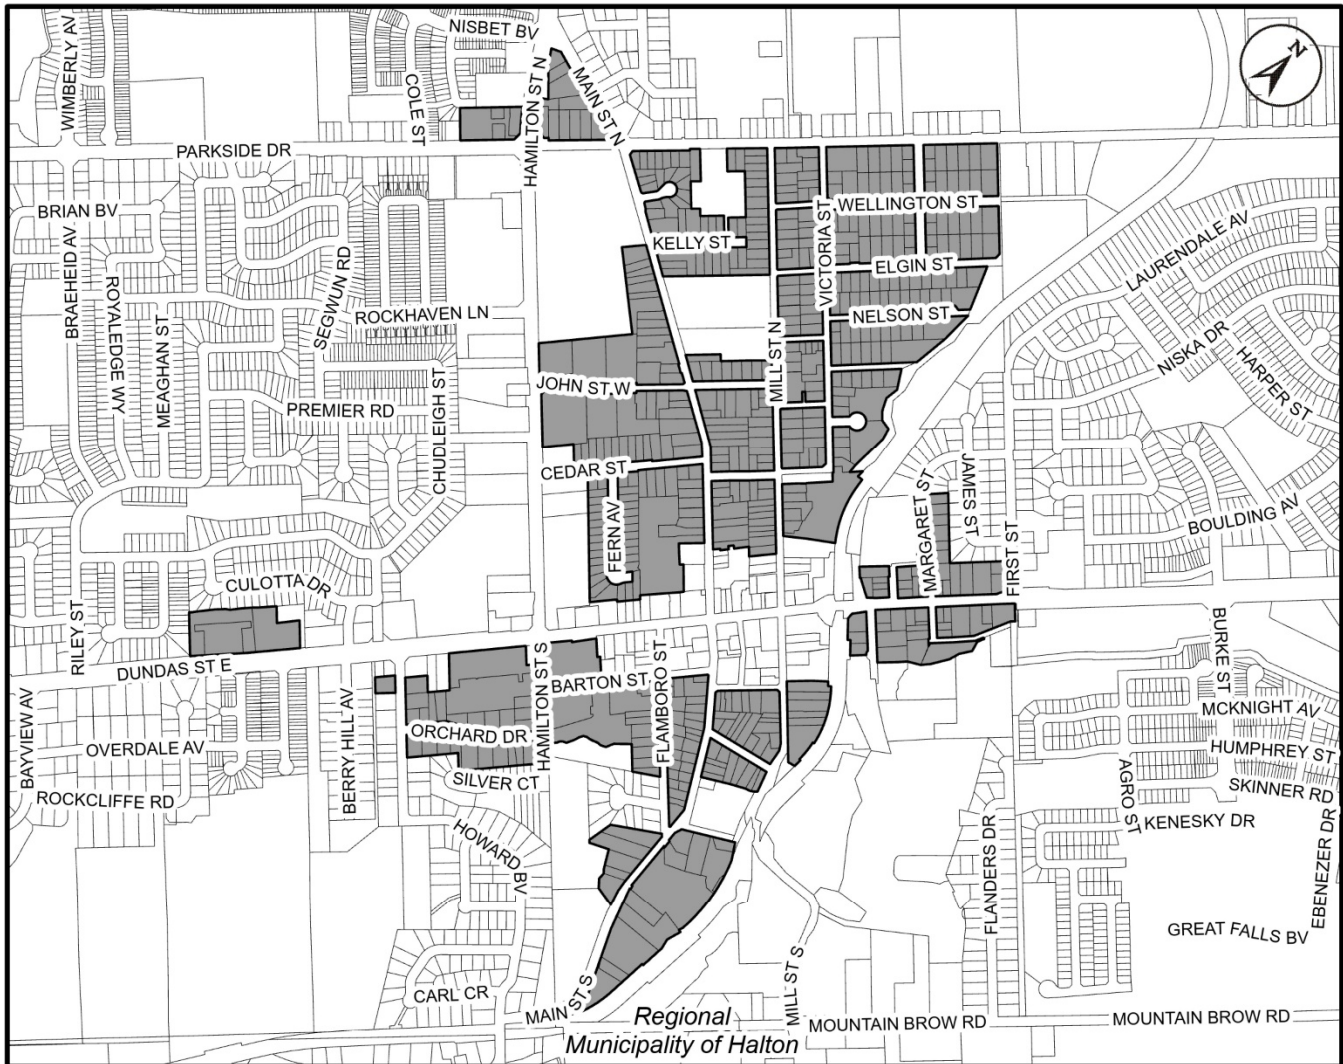 NISBET BV
WIMBERLY AV
COLE ST
HAMILTON ST N
MAIN ST N
N
PARKSIDE DR
BRIAN BV
BRAEHEID AV
ROYALEDGE WY
MEAGHAN ST
SEGWUN RD
ROCKHAVEN LN
PREMIER RD
CHUDLEIGH ST
KELLY ST
WELLINGTON ST
VICTORIA ST
ELGIN ST
NELSON ST
MILL ST N
JOHN ST W
CEDAR ST
FERN AV
LAURENDALE AV
NISKA DR
HARPER ST
JAMES ST
MARGARET ST
FIRST ST
BOULDING AV
CULOTTA DR
RILEY ST
DUNDAS ST E
BAYVIEW AV
OVERDALE AV
ROCKCLIFFE RD
BERRY HILL AV
ORCHARD DR
SILVER CT
HAMILTON ST S
BARTON ST
FLAMBORO ST
BURKE ST
MCKNIGHT AV
HUMPHREY ST
SKINNER RD
AGRO ST
KENESKY DR
EBENEZER DR
HOWARD BV
FLANDERS DR
GREAT FALLS BV
CARL CR
MAIN ST S
MILL ST S
Regional
Municipality of Halton
MOUNTAIN BROW RD
MOUNTAIN BROW RD